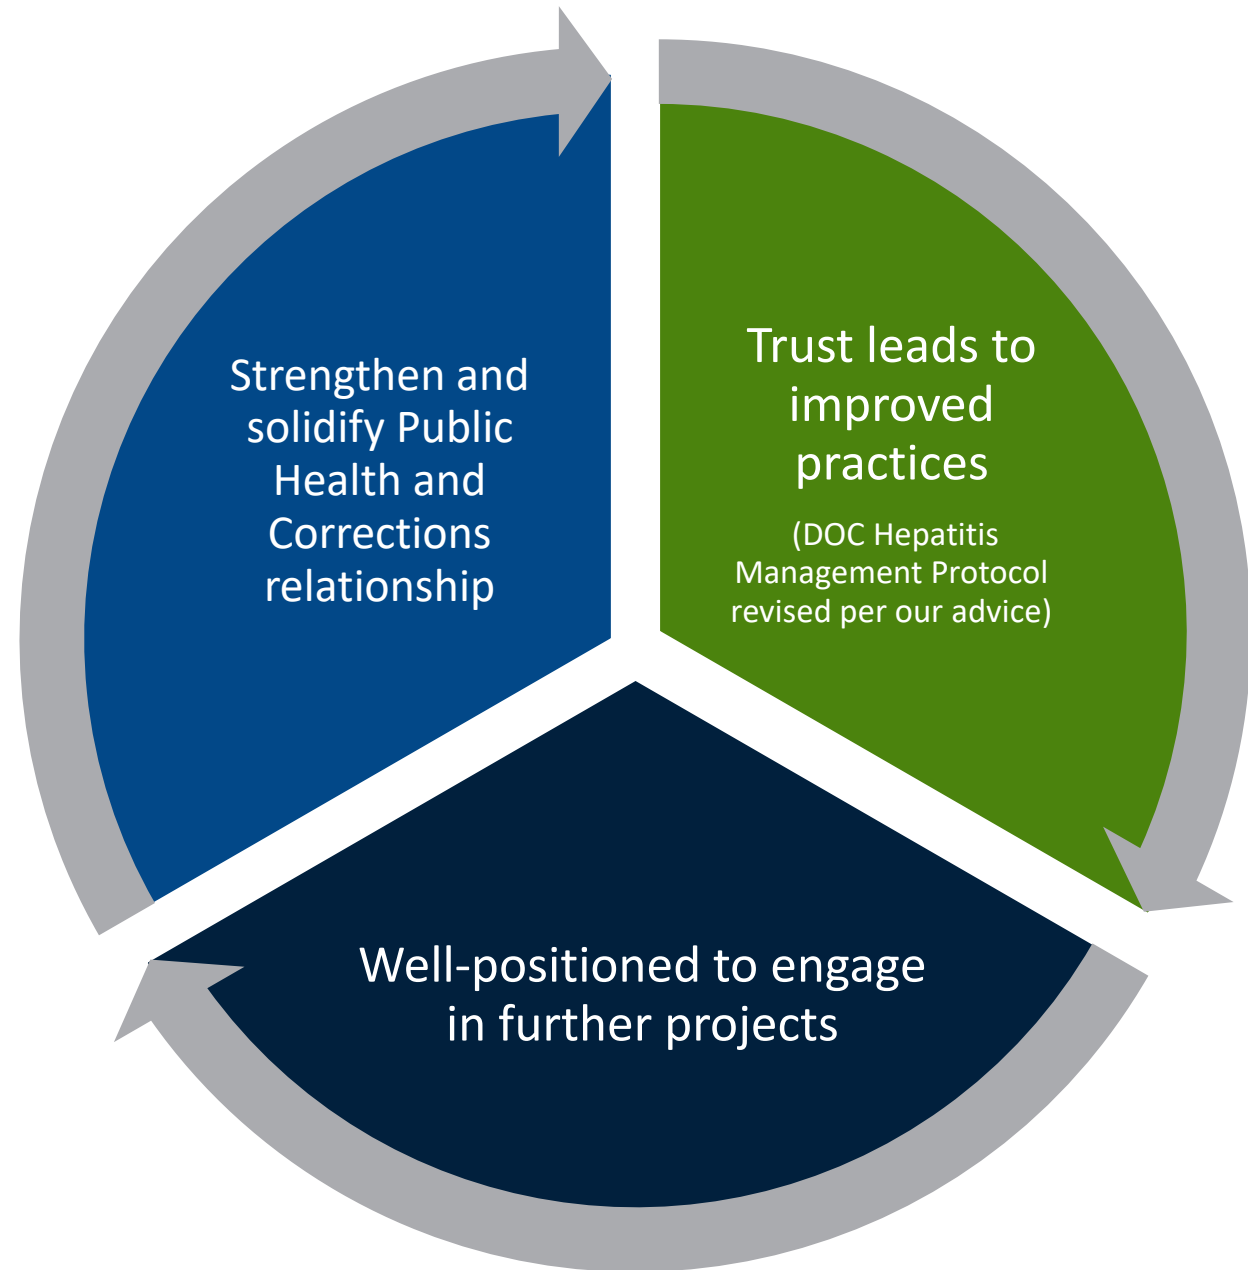 Strengthen and
solidify Public
Health and
Corrections
relationship
Trust leads to
improved
practices
(DOC Hepatitis
Management Protocol
revised per our advice)
Well-positioned to engage
in further projects